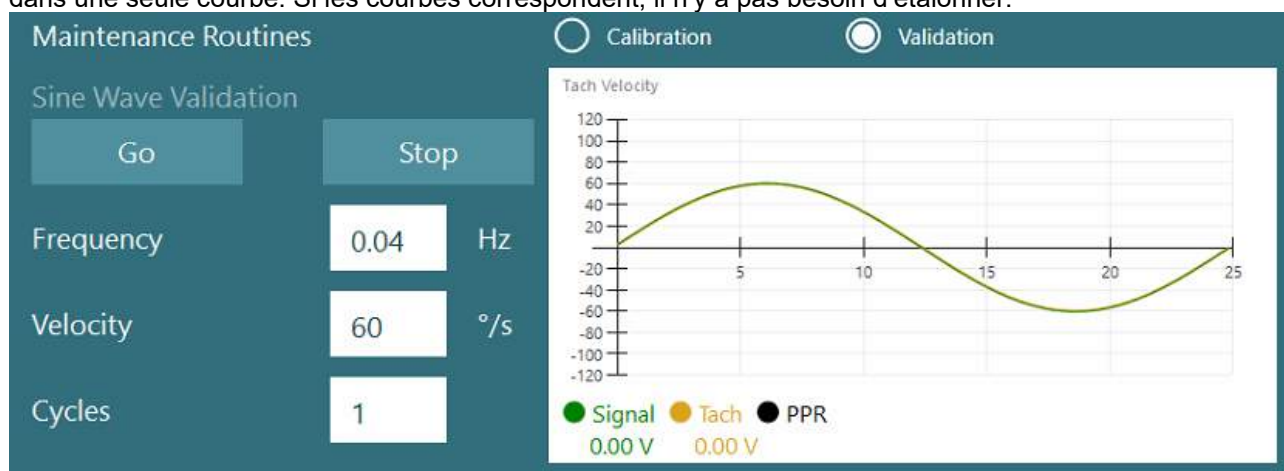 dans une seule courbe. Si les courbes correspondent, il n'y a pas besoin d'étalonner.
Maintenance Routines
Calibration
Validation
Sine Wave Validation
Go
Stop
Frequency
0.04
Hz
Velocity
60
°/s
Cycles
1
Tach Velocity
120
100
80
60
40
20
-20
-40
-60
-80
-100
-120
5
10
15
20
25
Signal
Tach
PPR
0.00 V
0.00 V